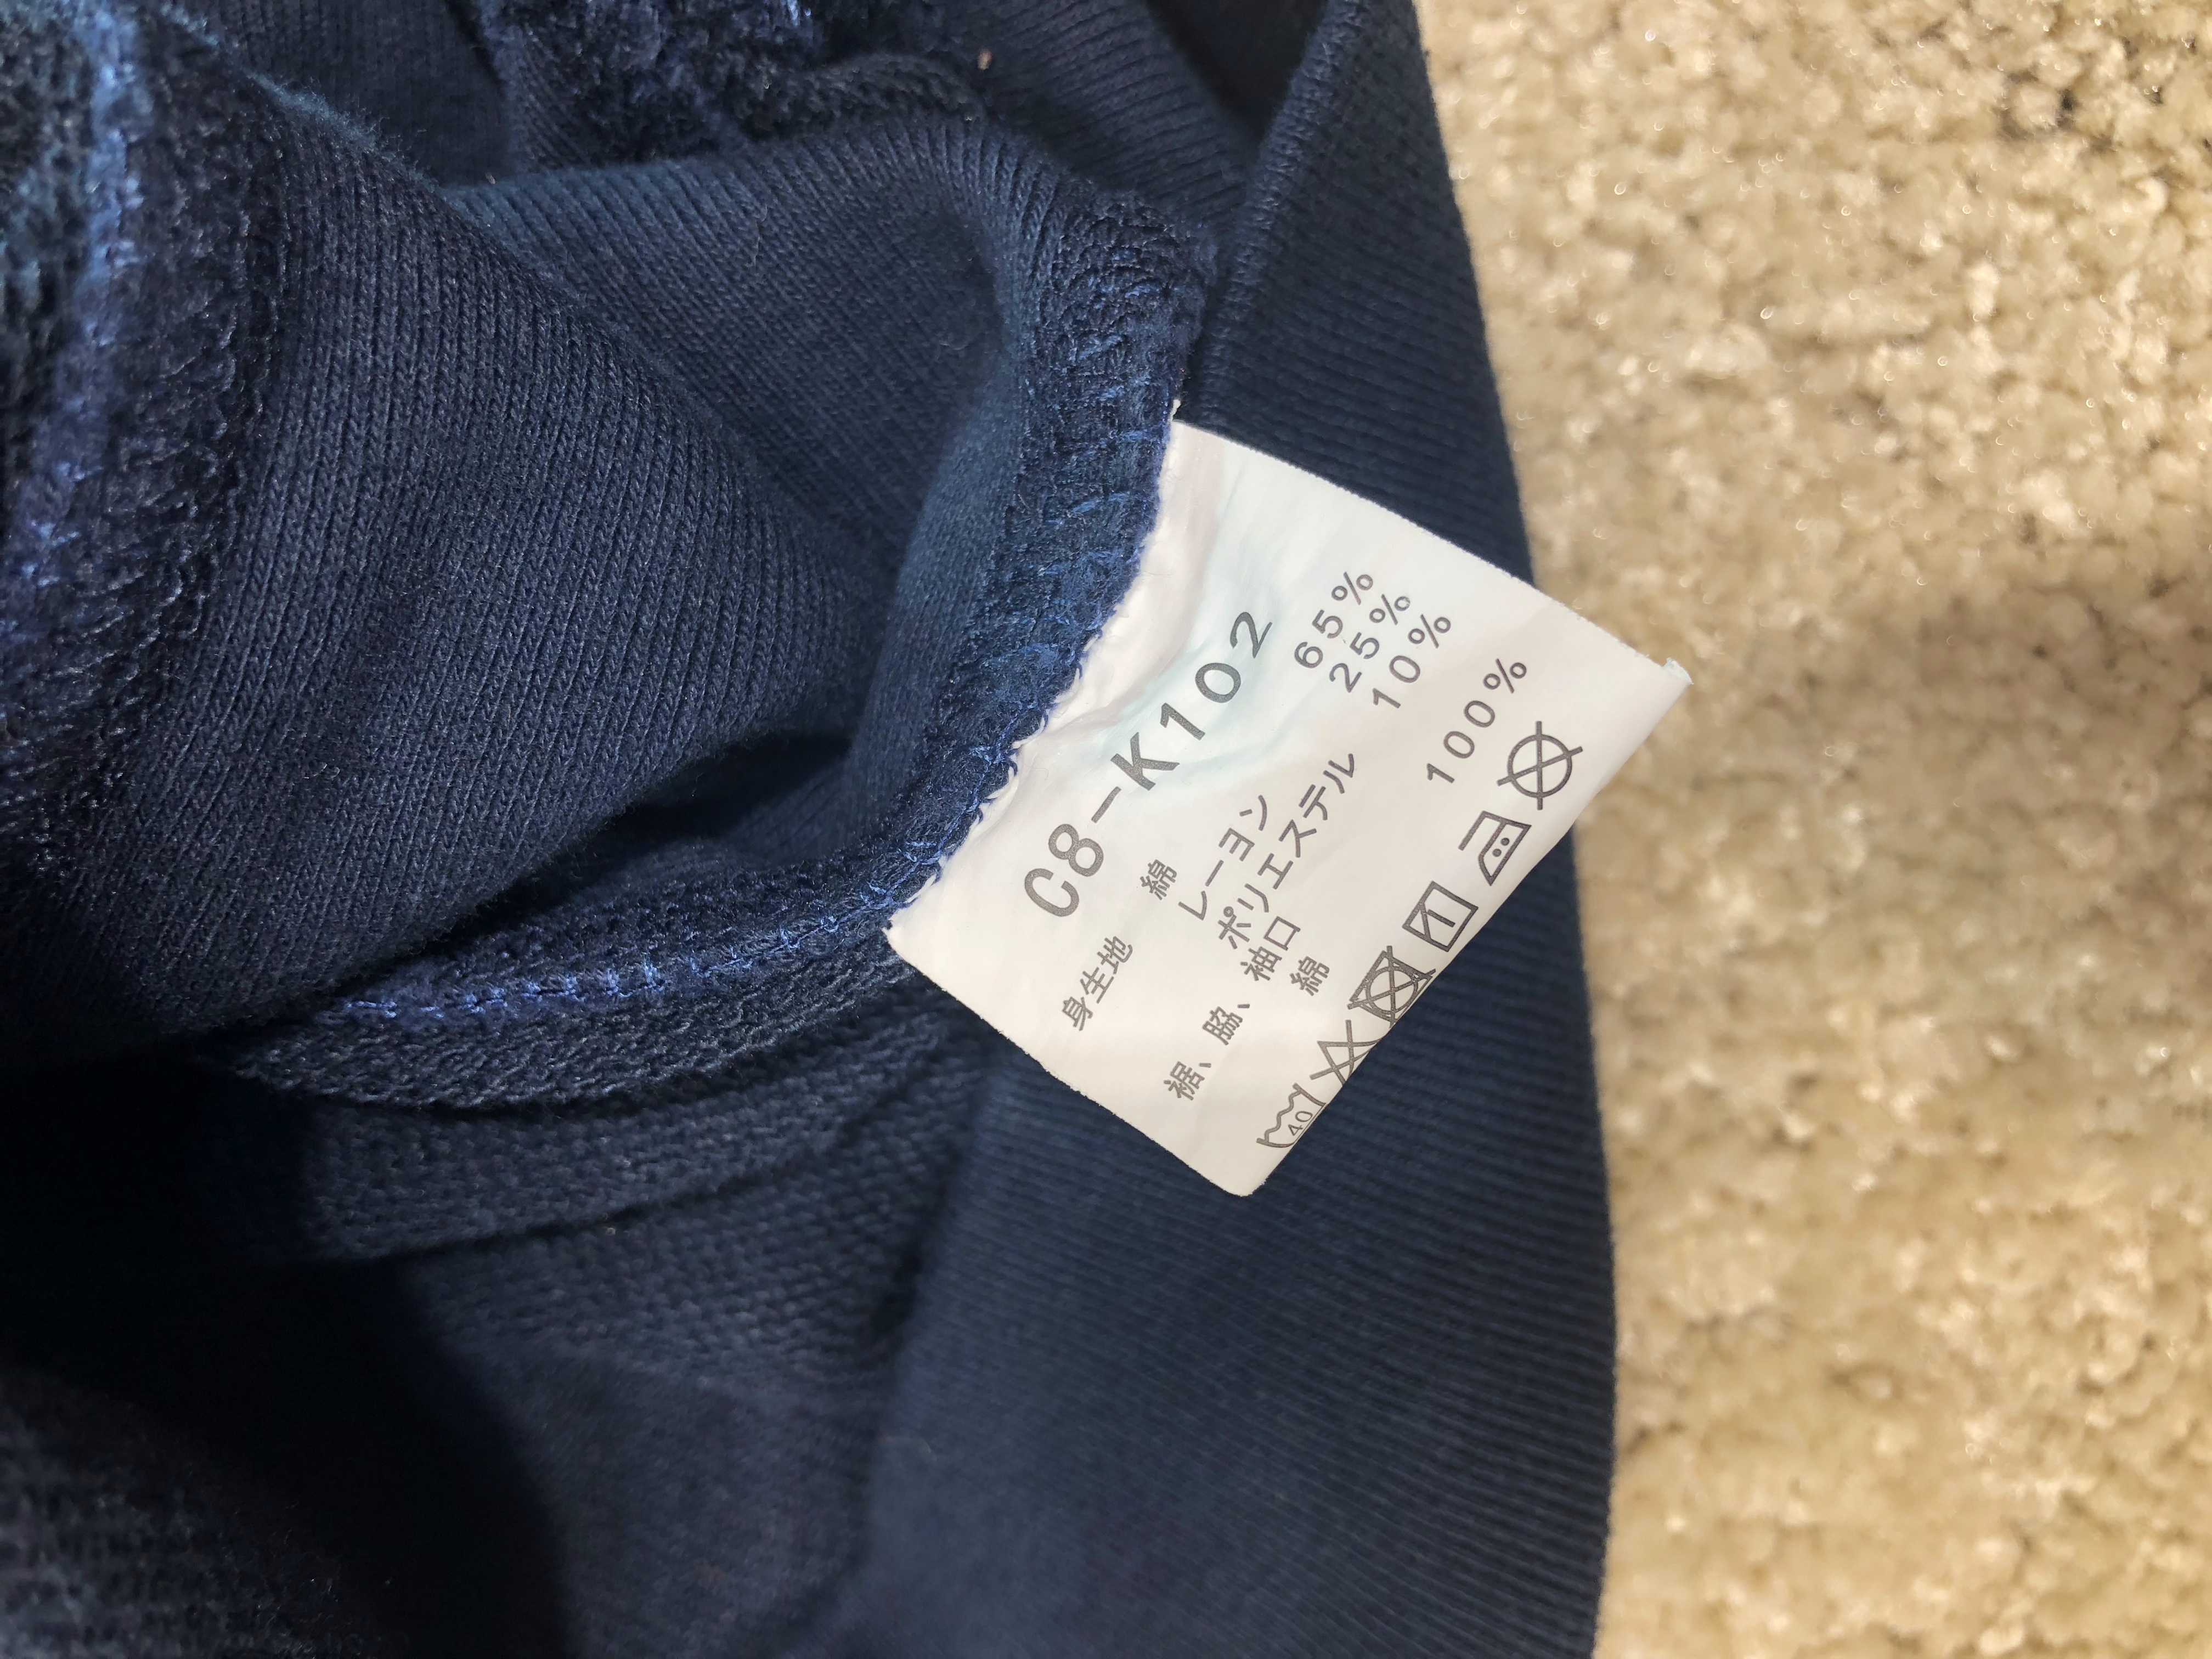 C8-K102
身生地
綿 65%
レーヨン 25%
ポリエステル 10%
裾、脇、袖口
綿 100%
40